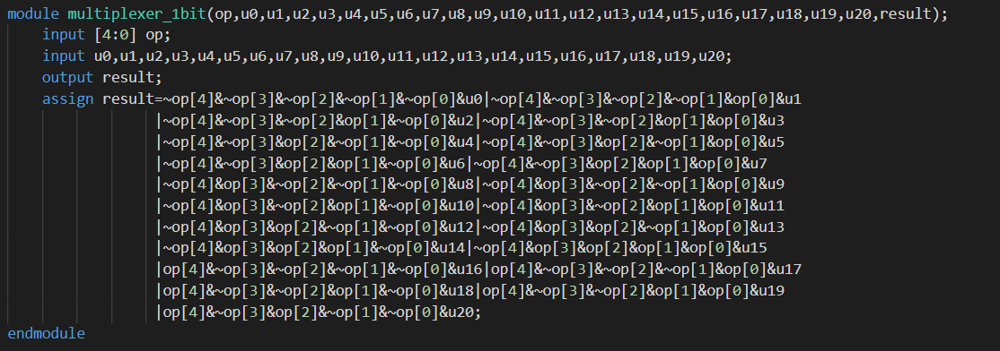 module multiplexer_1bit(op,u0,u1,u2,u3,u4,u5,u6,u7,u8,u9,u10,u11,u12,u13,u14,u15,u16,u17,u18,u19,u20,result);
    input [4:0] op;
    input u0,u1,u2,u3,u4,u5,u6,u7,u8,u9,u10,u11,u12,u13,u14,u15,u16,u17,u18,u19,u20;
    output result;
    assign result=~op[4]&~op[3]&~op[2]&~op[1]&~op[0]&u0|~op[4]&~op[3]&~op[2]&~op[1]&op[0]&u1
                 |~op[4]&~op[3]&~op[2]&op[1]&~op[0]&u2|~op[4]&~op[3]&~op[2]&op[1]&op[0]&u3
                 |~op[4]&~op[3]&op[2]&~op[1]&~op[0]&u4|~op[4]&~op[3]&op[2]&~op[1]&op[0]&u5
                 |~op[4]&~op[3]&op[2]&op[1]&~op[0]&u6|~op[4]&~op[3]&op[2]&op[1]&op[0]&u7
                 |~op[4]&op[3]&~op[2]&~op[1]&~op[0]&u8|~op[4]&op[3]&~op[2]&~op[1]&op[0]&u9
                 |~op[4]&op[3]&~op[2]&op[1]&~op[0]&u10|~op[4]&op[3]&~op[2]&op[1]&op[0]&u11
                 |~op[4]&op[3]&op[2]&~op[1]&~op[0]&u12|~op[4]&op[3]&op[2]&~op[1]&op[0]&u13
                 |~op[4]&op[3]&op[2]&op[1]&~op[0]&u14|~op[4]&op[3]&op[2]&op[1]&op[0]&u15
                 |op[4]&~op[3]&~op[2]&~op[1]&~op[0]&u16|op[4]&~op[3]&~op[2]&~op[1]&op[0]&u17
                 |op[4]&~op[3]&~op[2]&op[1]&~op[0]&u18|op[4]&~op[3]&~op[2]&op[1]&op[0]&u19
                 |op[4]&~op[3]&op[2]&~op[1]&~op[0]&u20;
endmodule